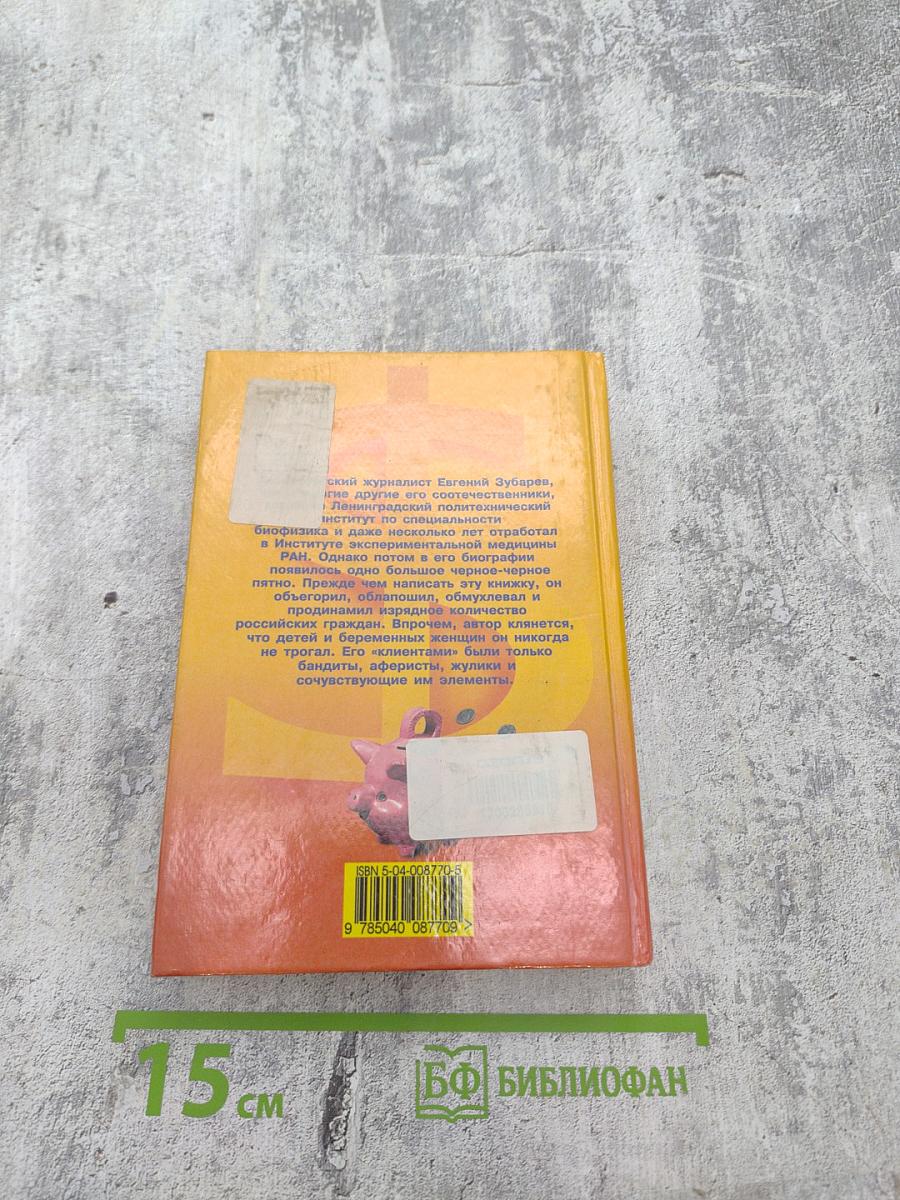 ский журналист Евгений Зубарев,
гие другие его соотечественники,
Ленинградский политехнический
институт по специальности
биофизика и даже несколько лет отработал
в Институте экспериментальной медицины
РАН. Однако потом в его биографии
появилось одно большое черное-черное
пятно. Прежде чем написать эту книжку, он
объегорил, облапошил, обмухлевал и
продинамил изрядное количество
российских граждан. Впрочем, автор клянется,
что детей и беременных женщин он никогда
не трогал. Его «клиентами» были только
бандиты, аферисты, жулики и
сочувствующие им элементы.
ISBN 5-04-008770-5
9 785040 087709 >
15 см
БФ БИБЛИОФАН